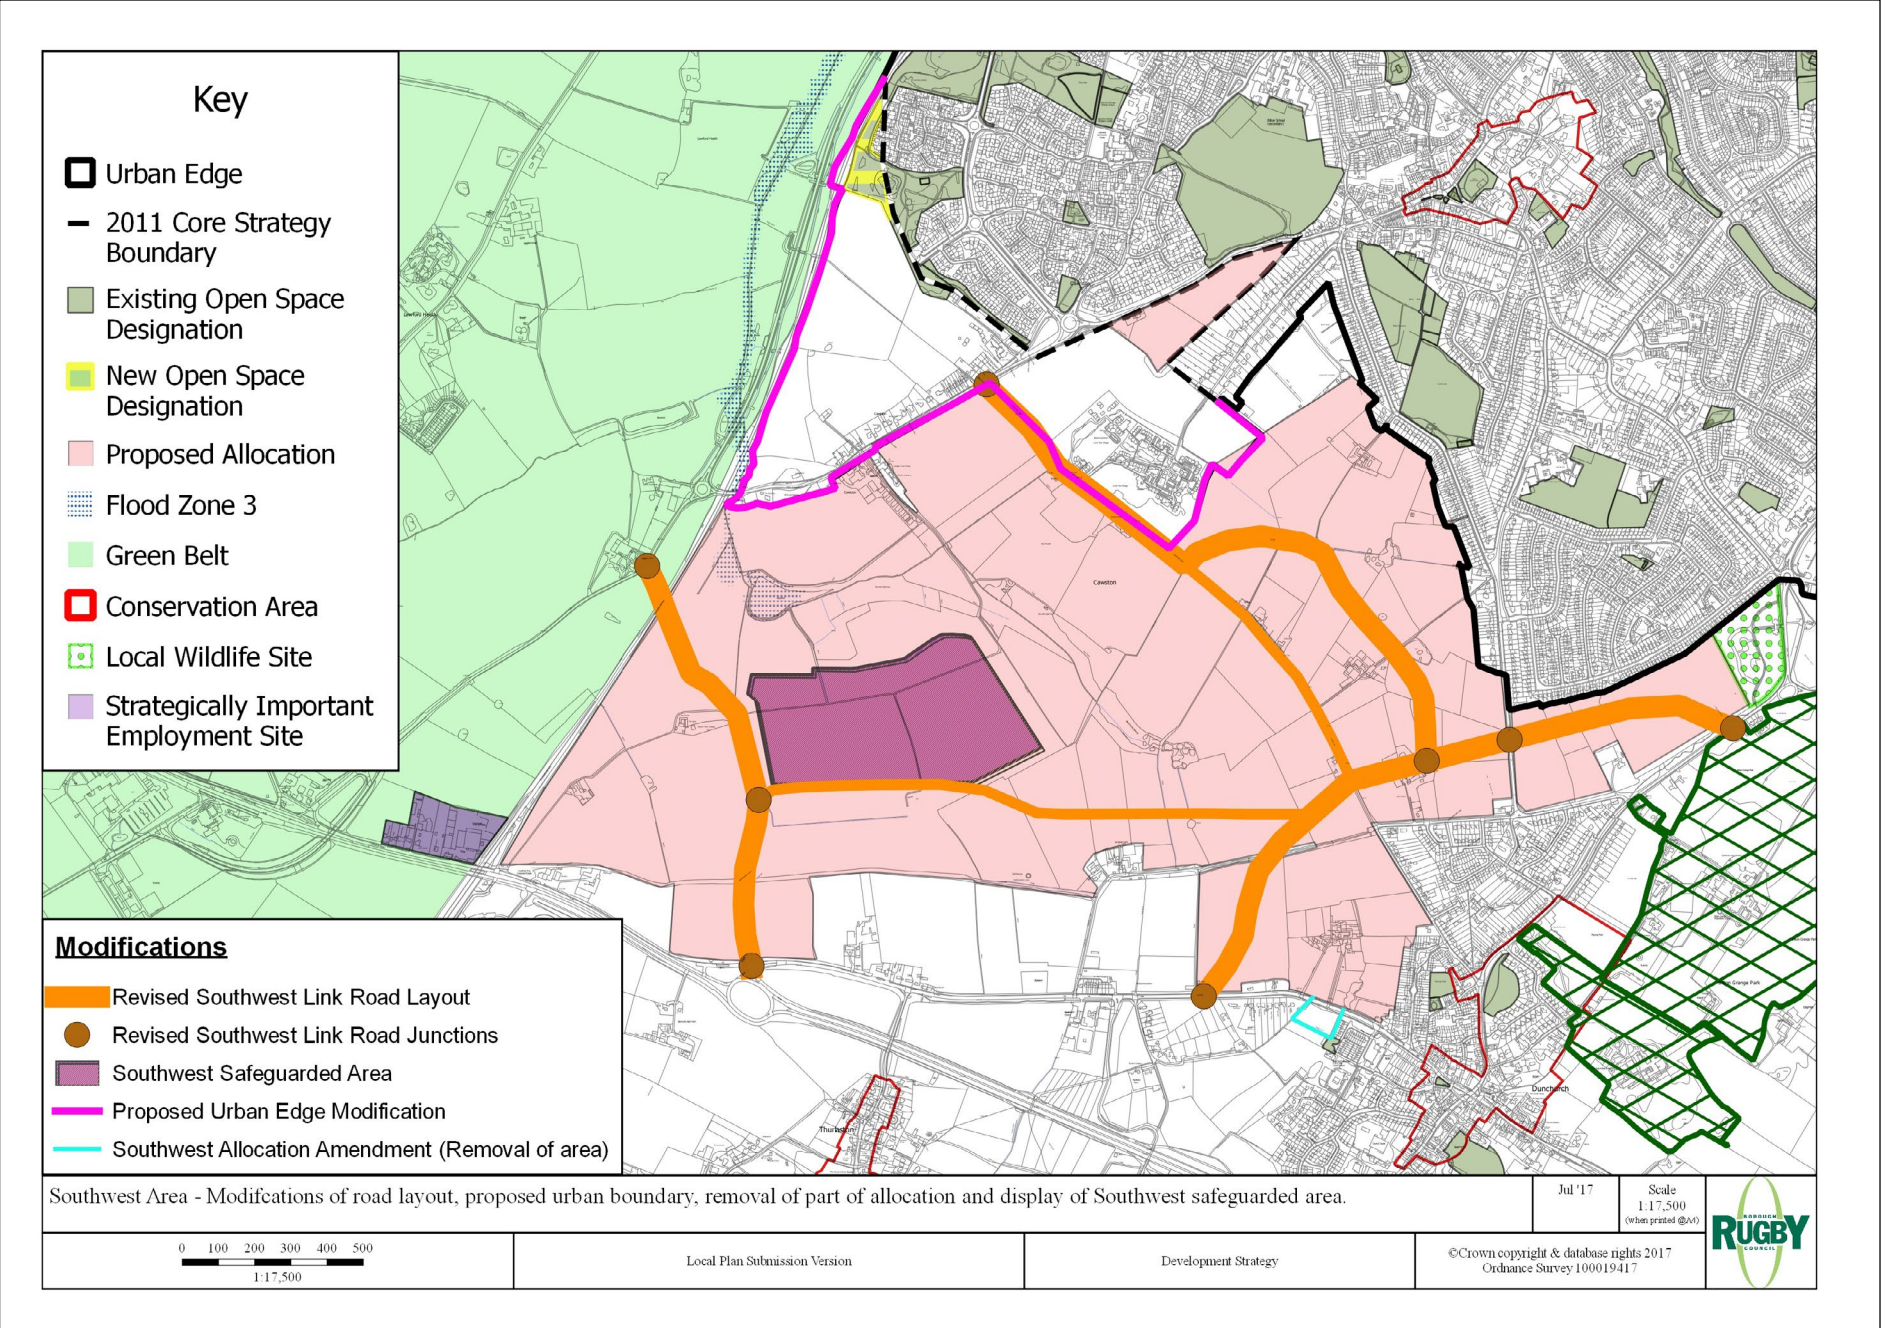 Key
Urban Edge
2011 Core Strategy
Boundary
Existing Open Space
Designation
New Open Space
Designation
Proposed Allocation
Flood Zone 3
Green Belt
Conservation Area
Local Wildlife Site
Strategically Important
Employment Site
Cawston
Thurlaston
Dunchurch
Modifications
Revised Southwest Link Road Layout
Revised Southwest Link Road Junctions
Southwest Safeguarded Area
Proposed Urban Edge Modification
Southwest Allocation Amendment (Removal of area)
Southwest Area - Modifcations of road layout, proposed urban boundary, removal of part of allocation and display of Southwest safeguarded area.
Jul '17
Scale
1:17,500
(when printed @A4)
0 100 200 300 400 500
1:17,500
Local Plan Submission Version
Development Strategy
©Crown copyright & database rights 2017
Ordnance Survey 100019417
BOROUGH
RUGBY
COUNCIL